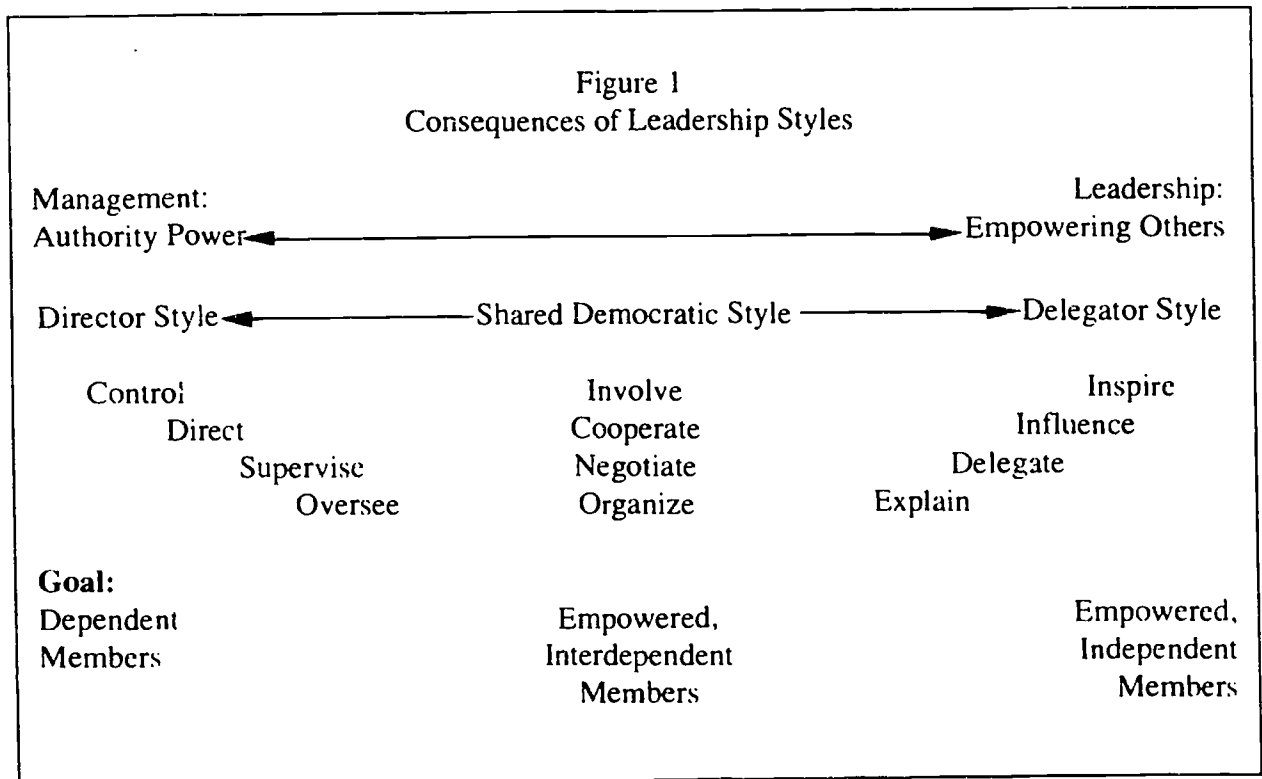 Figure 1
Consequences of Leadership Styles
Management: Leadership:
Authority Power Empowering Others
Director Style Shared Democratic Style Delegator Style
Control Involve Inspire
Direct Cooperate Influence
Supervise Negotiate Delegate
Oversee Organize Explain
Goal:
Dependent Empowered, Empowered,
Members Interdependent Independent
Members Members